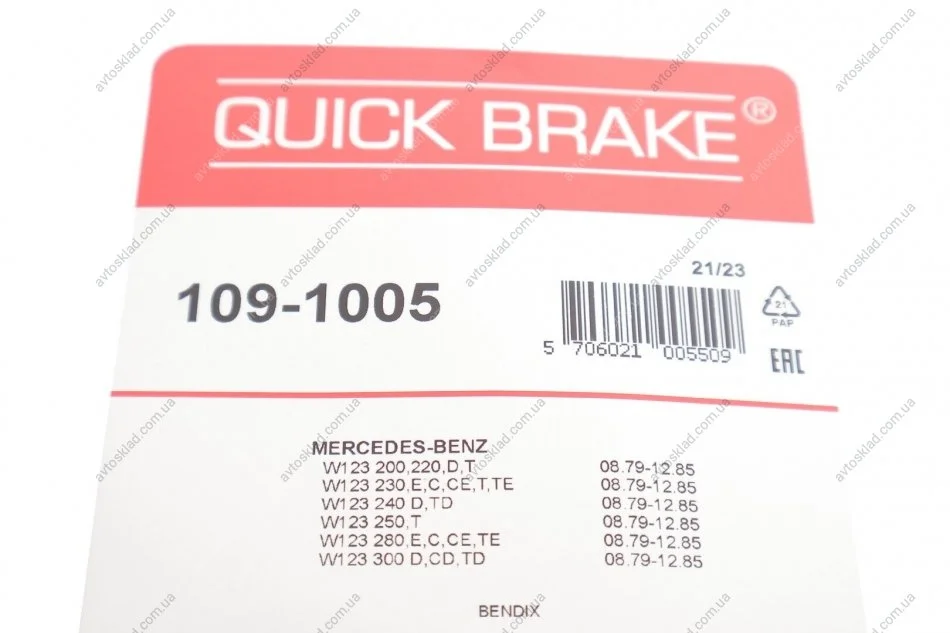 QUICK BRAKE®
21/23
109-1005
21
PAP
5 706021 005509
EAC
MERCEDES-BENZ
W123 200,220,D,T 08.79-12.85
W123 230,E,C,CE,T,TE 08.79-12.85
W123 240 D,TD 08.79-12.85
W123 250,T 08.79-12.85
W123 280,E,C,CE,TE 08.79-12.85
W123 300 D,CD,TD 08.79-12.85
BENDIX
avtosklad.com.ua